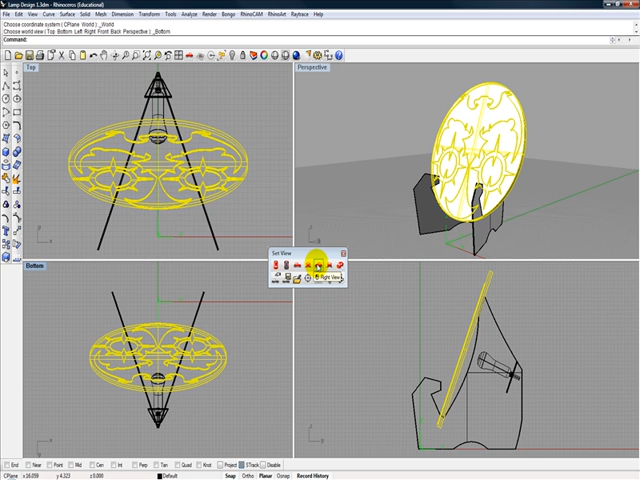 Lamp Design 1.3dm - Rhinoceros (Educational)
File Edit View Curve Surface Solid Mesh Dimension Transform Tools Analyze Render RhinoCAM Help BongoRT Raytrace Help
Choose coordinate system ( CPlane World ) _World
Choose world view ( Top Bottom Left Right Front Back Perspective ) _Bottom
Command:
Top
Perspective
Set View
Right View
Bottom
End Near Point Mid Cen Int Perp Tan Quad Knot Project STrack Disable
CPlane x 16.059 y 4.323 z 0.000 Default Snap Ortho Planar Osnap Record History